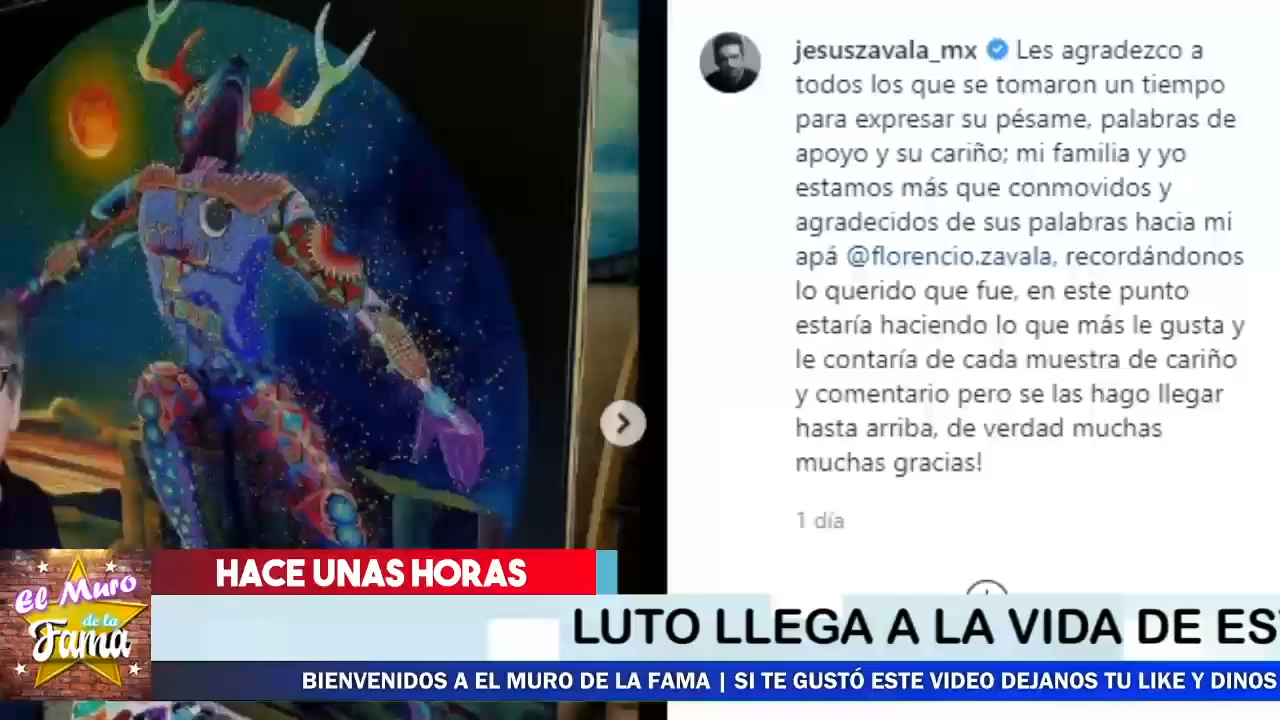 jesuszavala_mx Les agradezco a
todos los que se tomaron un tiempo
para expresar su pésame, palabras de
apoyo y su cariño; mi familia y yo
estamos más que conmovidos y
agradecidos de sus palabras hacia mi
apá @florencio.zavala, recordándonos
lo querido que fue, en este punto
estaría haciendo lo que más le gusta y
le contaría de cada muestra de cariño
y comentario pero se las hago llegar
hasta arriba, de verdad muchas
muchas gracias!
1 día
HACE UNAS HORAS
El Muro
de la
Fama
LUTO LLEGA A LA VIDA DE ES
BIENVENIDOS A EL MURO DE LA FAMA | SI TE GUSTÓ ESTE VIDEO DEJANOS TU LIKE Y DINOS